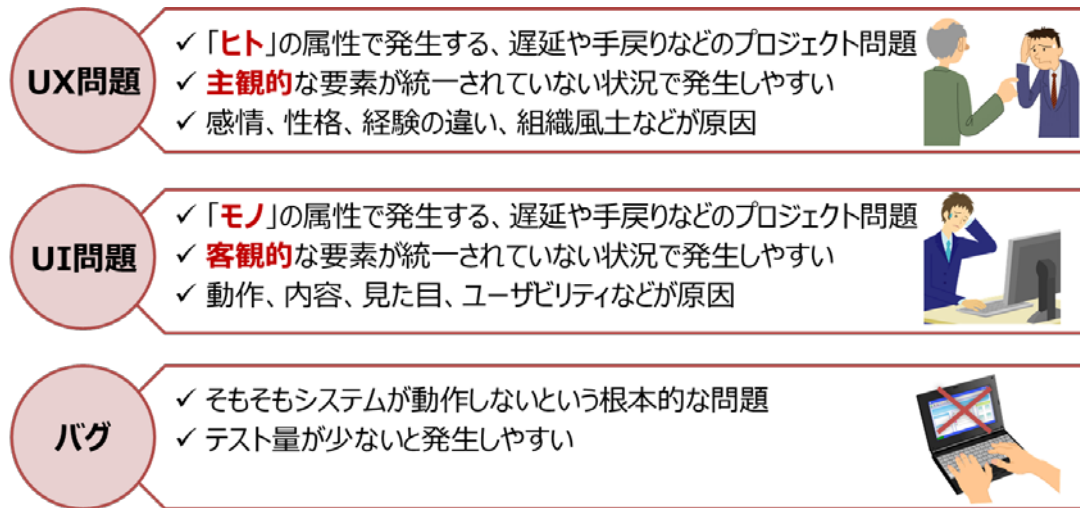 UX問題
✓ 「ヒト」の属性で発生する、遅延や手戻りなどのプロジェクト問題
✓ 主観的な要素が統一されていない状況で発生しやすい
✓ 感情、性格、経験の違い、組織風土などが原因
UI問題
✓ 「モノ」の属性で発生する、遅延や手戻りなどのプロジェクト問題
✓ 客観的な要素が統一されていない状況で発生しやすい
✓ 動作、内容、見た目、ユーザビリティなどが原因
バグ
✓ そもそもシステムが動作しないという根本的な問題
✓ テスト量が少ないと発生しやすい